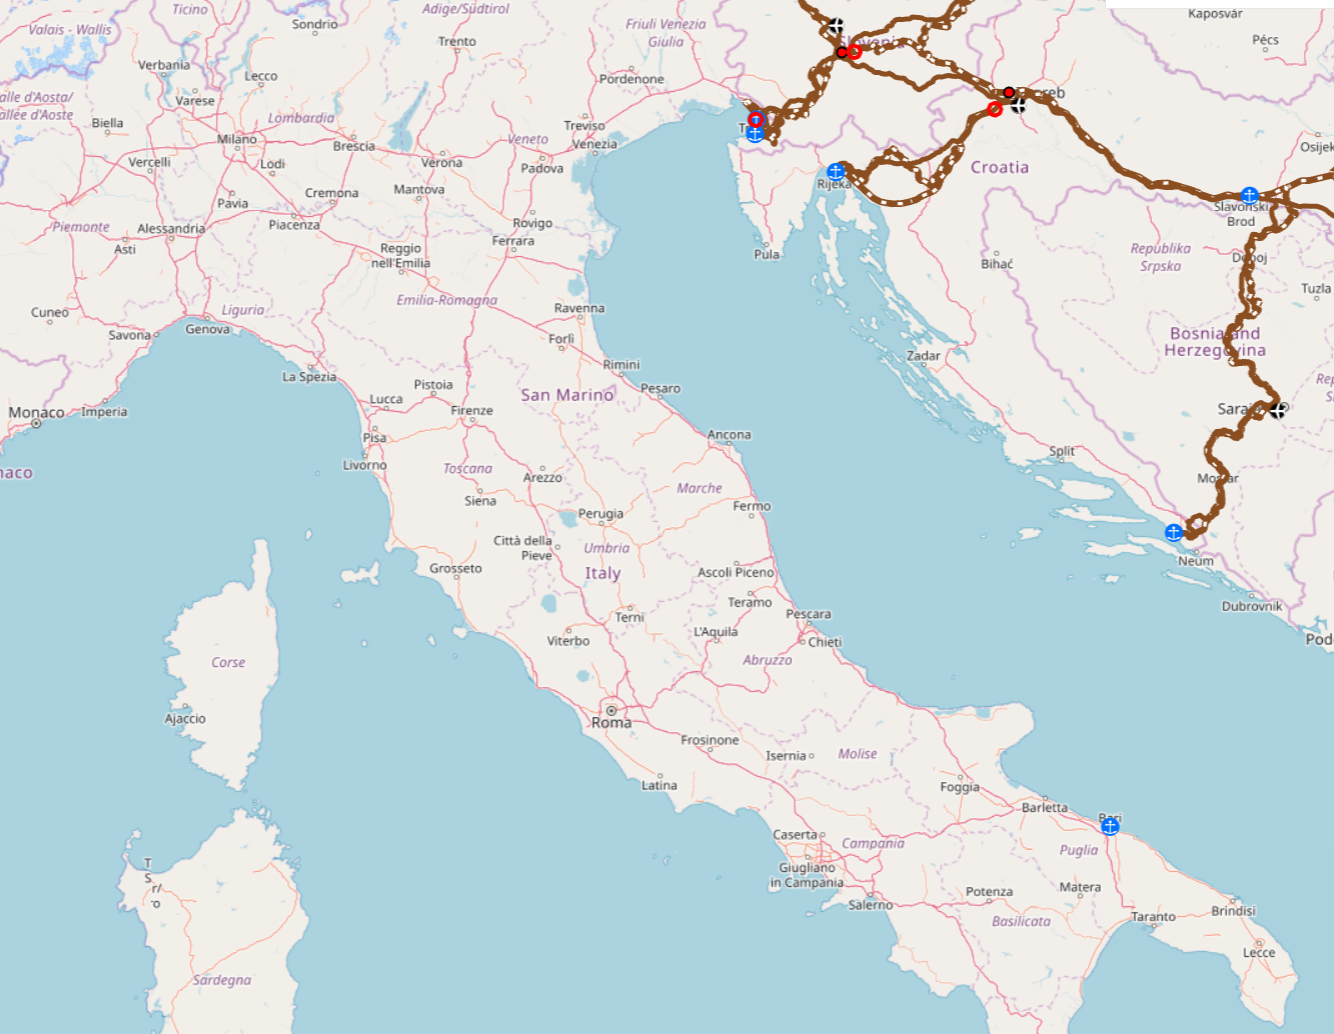 Ticino
Adige/Südtirol
Kaposvár
Valais - Wallis
Sondrio
Friuli Venezia
Giulia
Trento
Slovenia
Pécs
Verbania
Lecco
Pordenone
Varese
Biella
Lombardia
Treviso
Milano
Brescia
Venezia
Veneto
Vercelli
Lodi
Verona
Padova
Croatia
Osijek
Pavia
Cremona
Mantova
Rijeka
Slavonski
Brod
Piemonte
Alessandria
Piacenza
Rovigo
Asti
Reggio
nell'Emilia
Ferrara
Pula
Bihać
Republika
Srpska
Doboj
Tuzla
Cuneo
Liguria
Emilia-Romagna
Ravenna
Savona
Genova
Forlì
Bosnia and
Herzegovina
Zadar
La Spezia
Rimini
Pistoia
Pesaro
San Marino
Lucca
Monaco
Imperia
Firenze
Pisa
Ancona
Livorno
Toscana
Arezzo
Split
Siena
Marche
Mostar
Fermo
Perugia
Città della
Pieve
Umbria
Italy
Grosseto
Ascoli Piceno
Neum
Teramo
Dubrovnik
Terni
Pescara
Viterbo
L'Aquila
Chieti
Corse
Abruzzo
Ajaccio
Roma
Frosinone
Isernia
Molise
Latina
Foggia
Barletta
Bari
Caserta
Campania
Puglia
Giugliano
in Campania
Potenza
Matera
Salerno
Basilicata
Taranto
Brindisi
Lecce
Sardegna